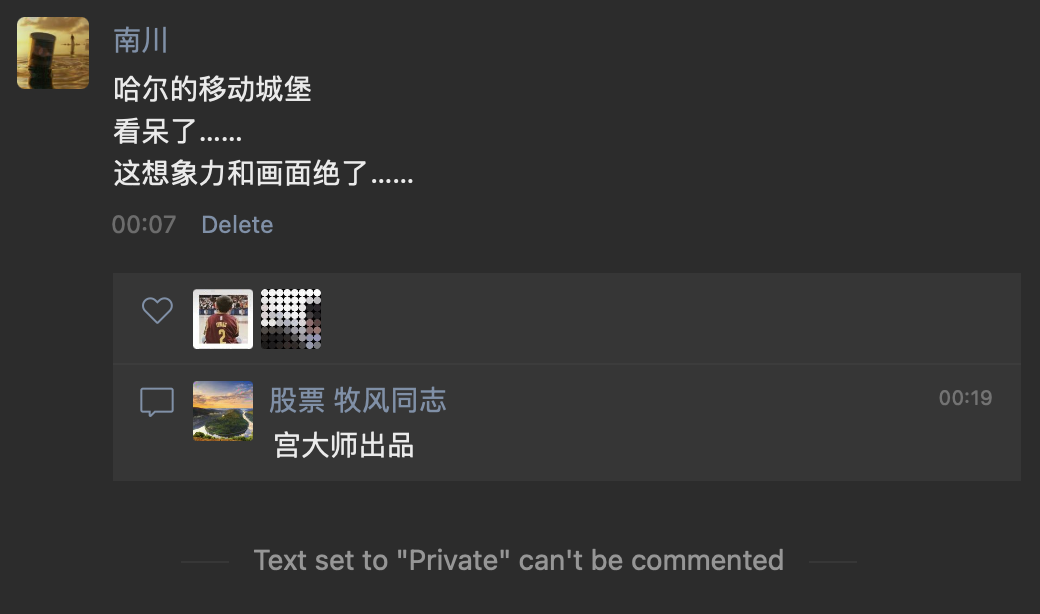 南川
哈尔的移动城堡
看呆了……
这想象力和画面绝了……
00:07 Delete
股票 牧风同志 00:19
宫大师出品
Text set to "Private" can't be commented